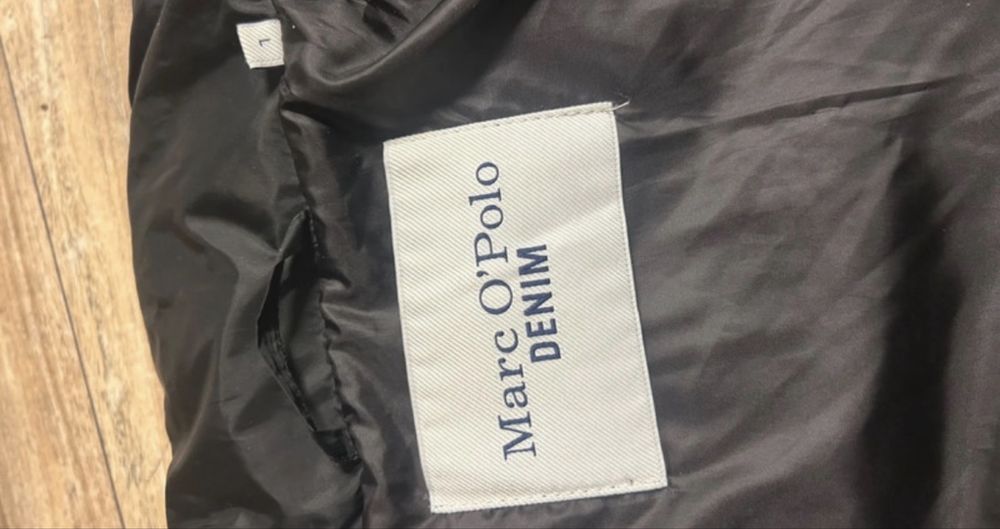 L
Marc O'Polo
DENIM